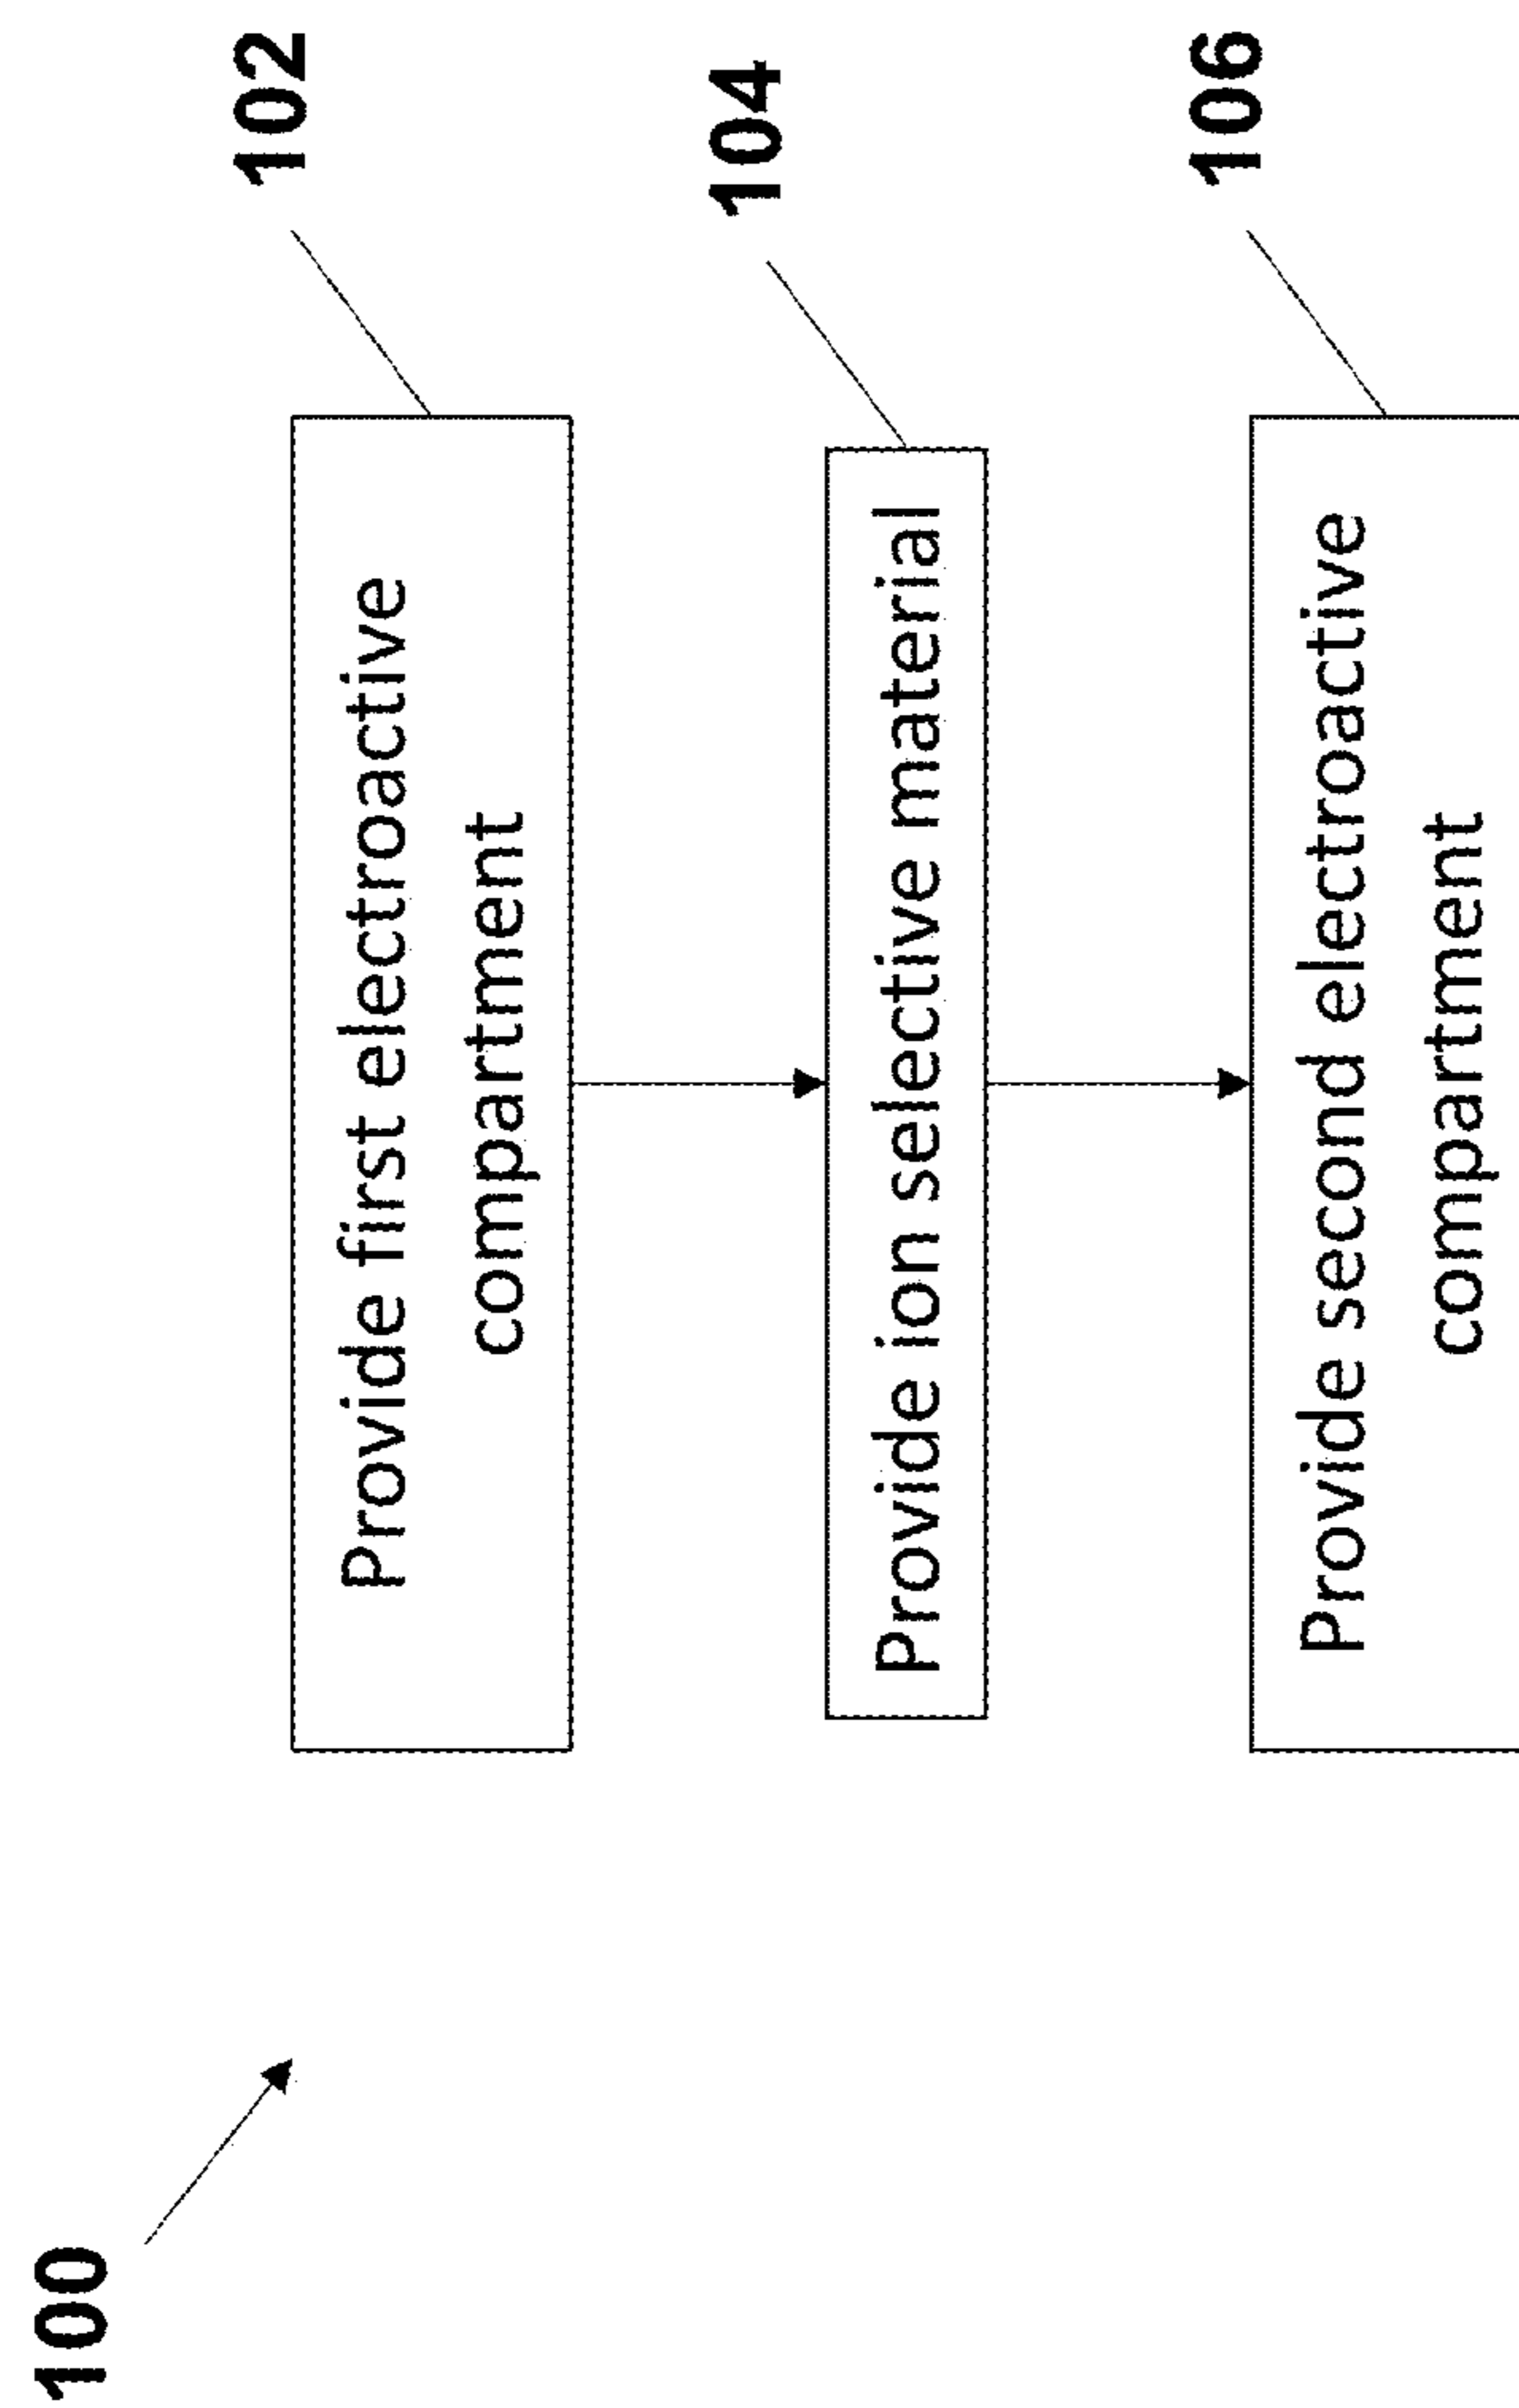 100
102
Provide first electroactive
compartment
104
Provide ion selective material
106
Provide second electroactive
compartment